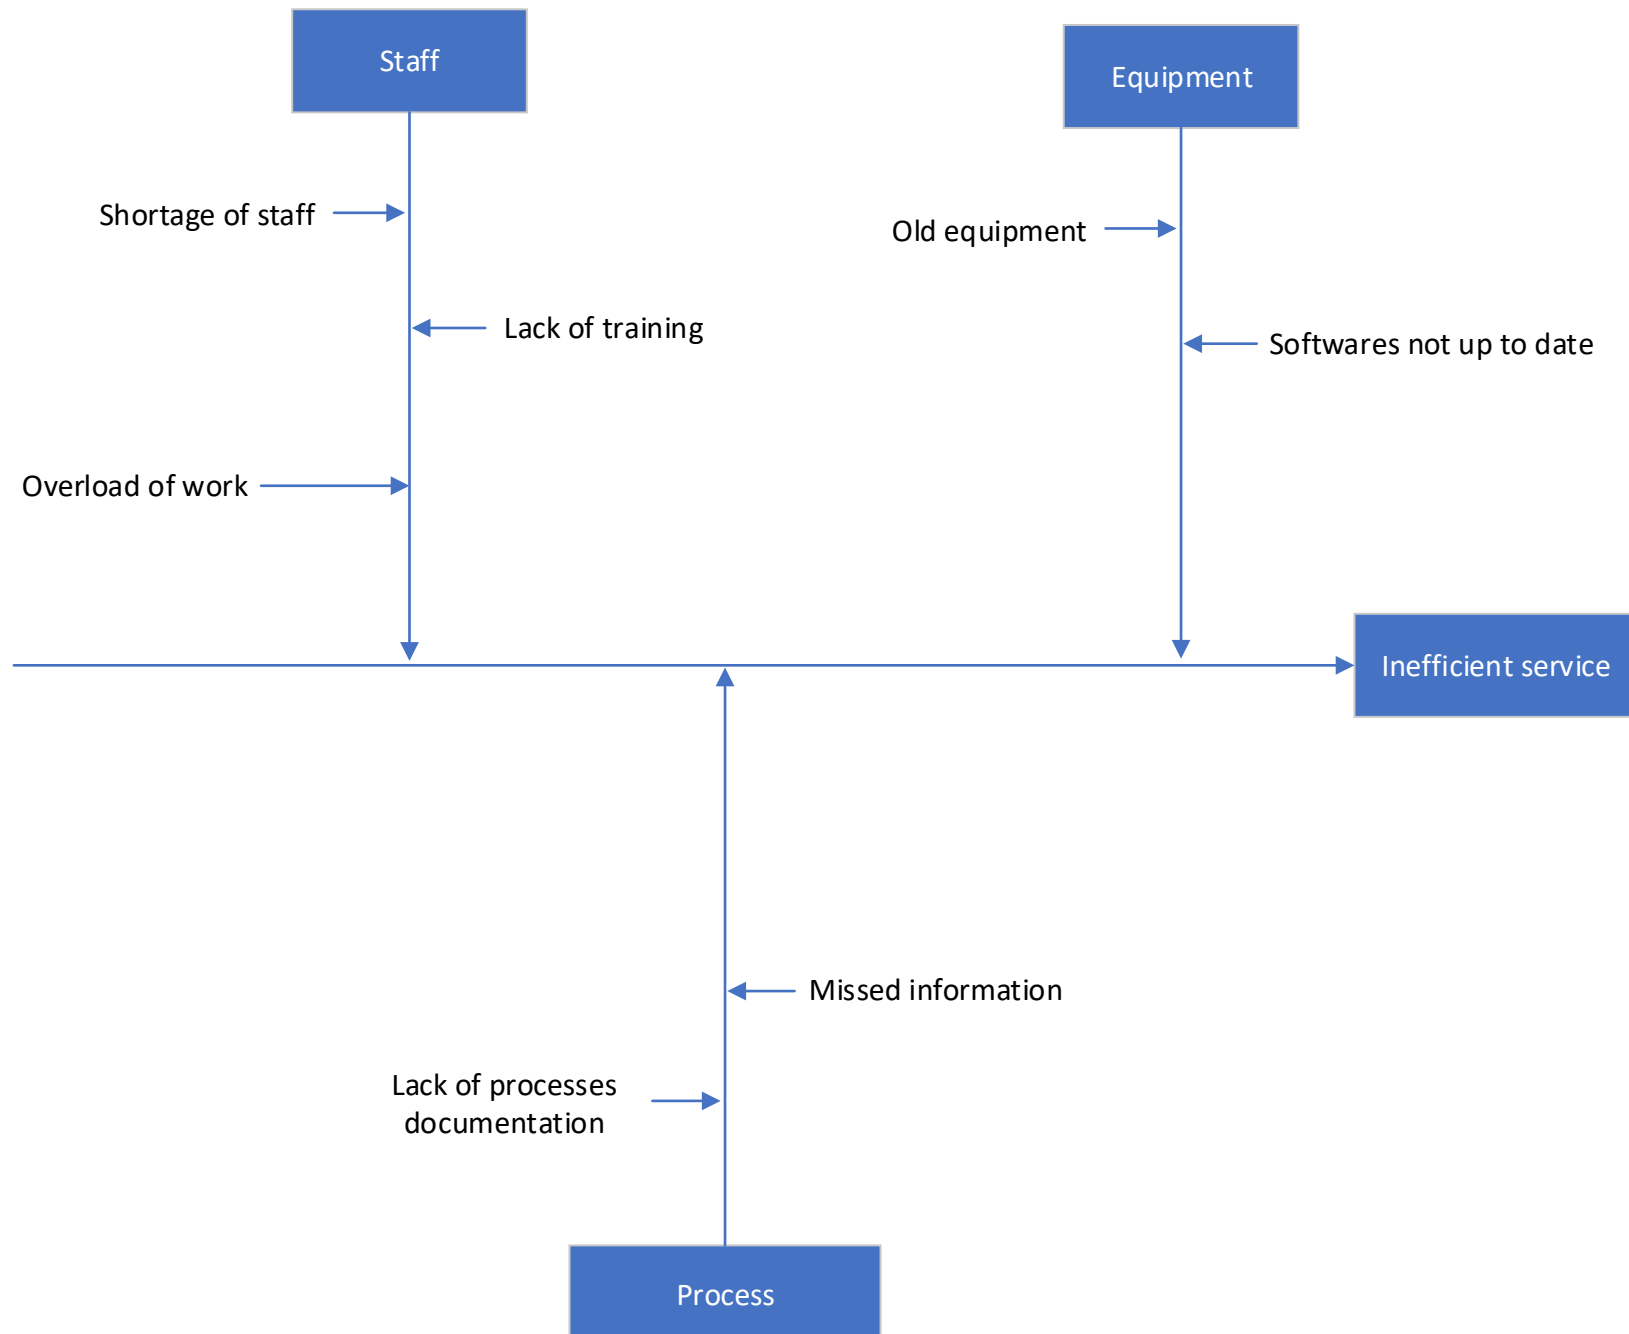 Staff
Equipment
Shortage of staff
Old equipment
Lack of training
Softwares not up to date
Overload of work
Inefficient service
Missed information
Lack of processes
documentation
Process